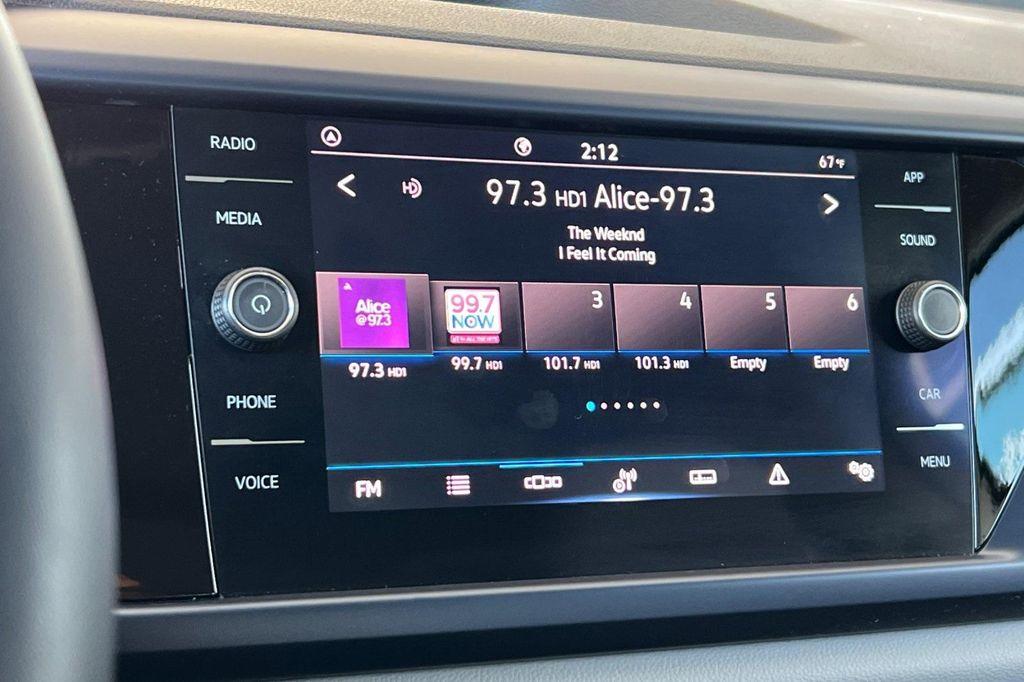 RADIO
MEDIA
PHONE
VOICE
2:12
67°F
HD
97.3 HD1 Alice-97.3
The Weeknd
I Feel It Coming
Alice
@97.3
99.7
NOW
3
4
5
6
97.3 HD1
99.7 HD1
101.7 HD1
101.3 HD1
Empty
Empty
FM
APP
SOUND
CAR
MENU